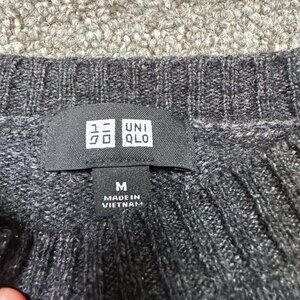 ユニ UNI
クロ QLO
M
MADE IN
VIETNAM